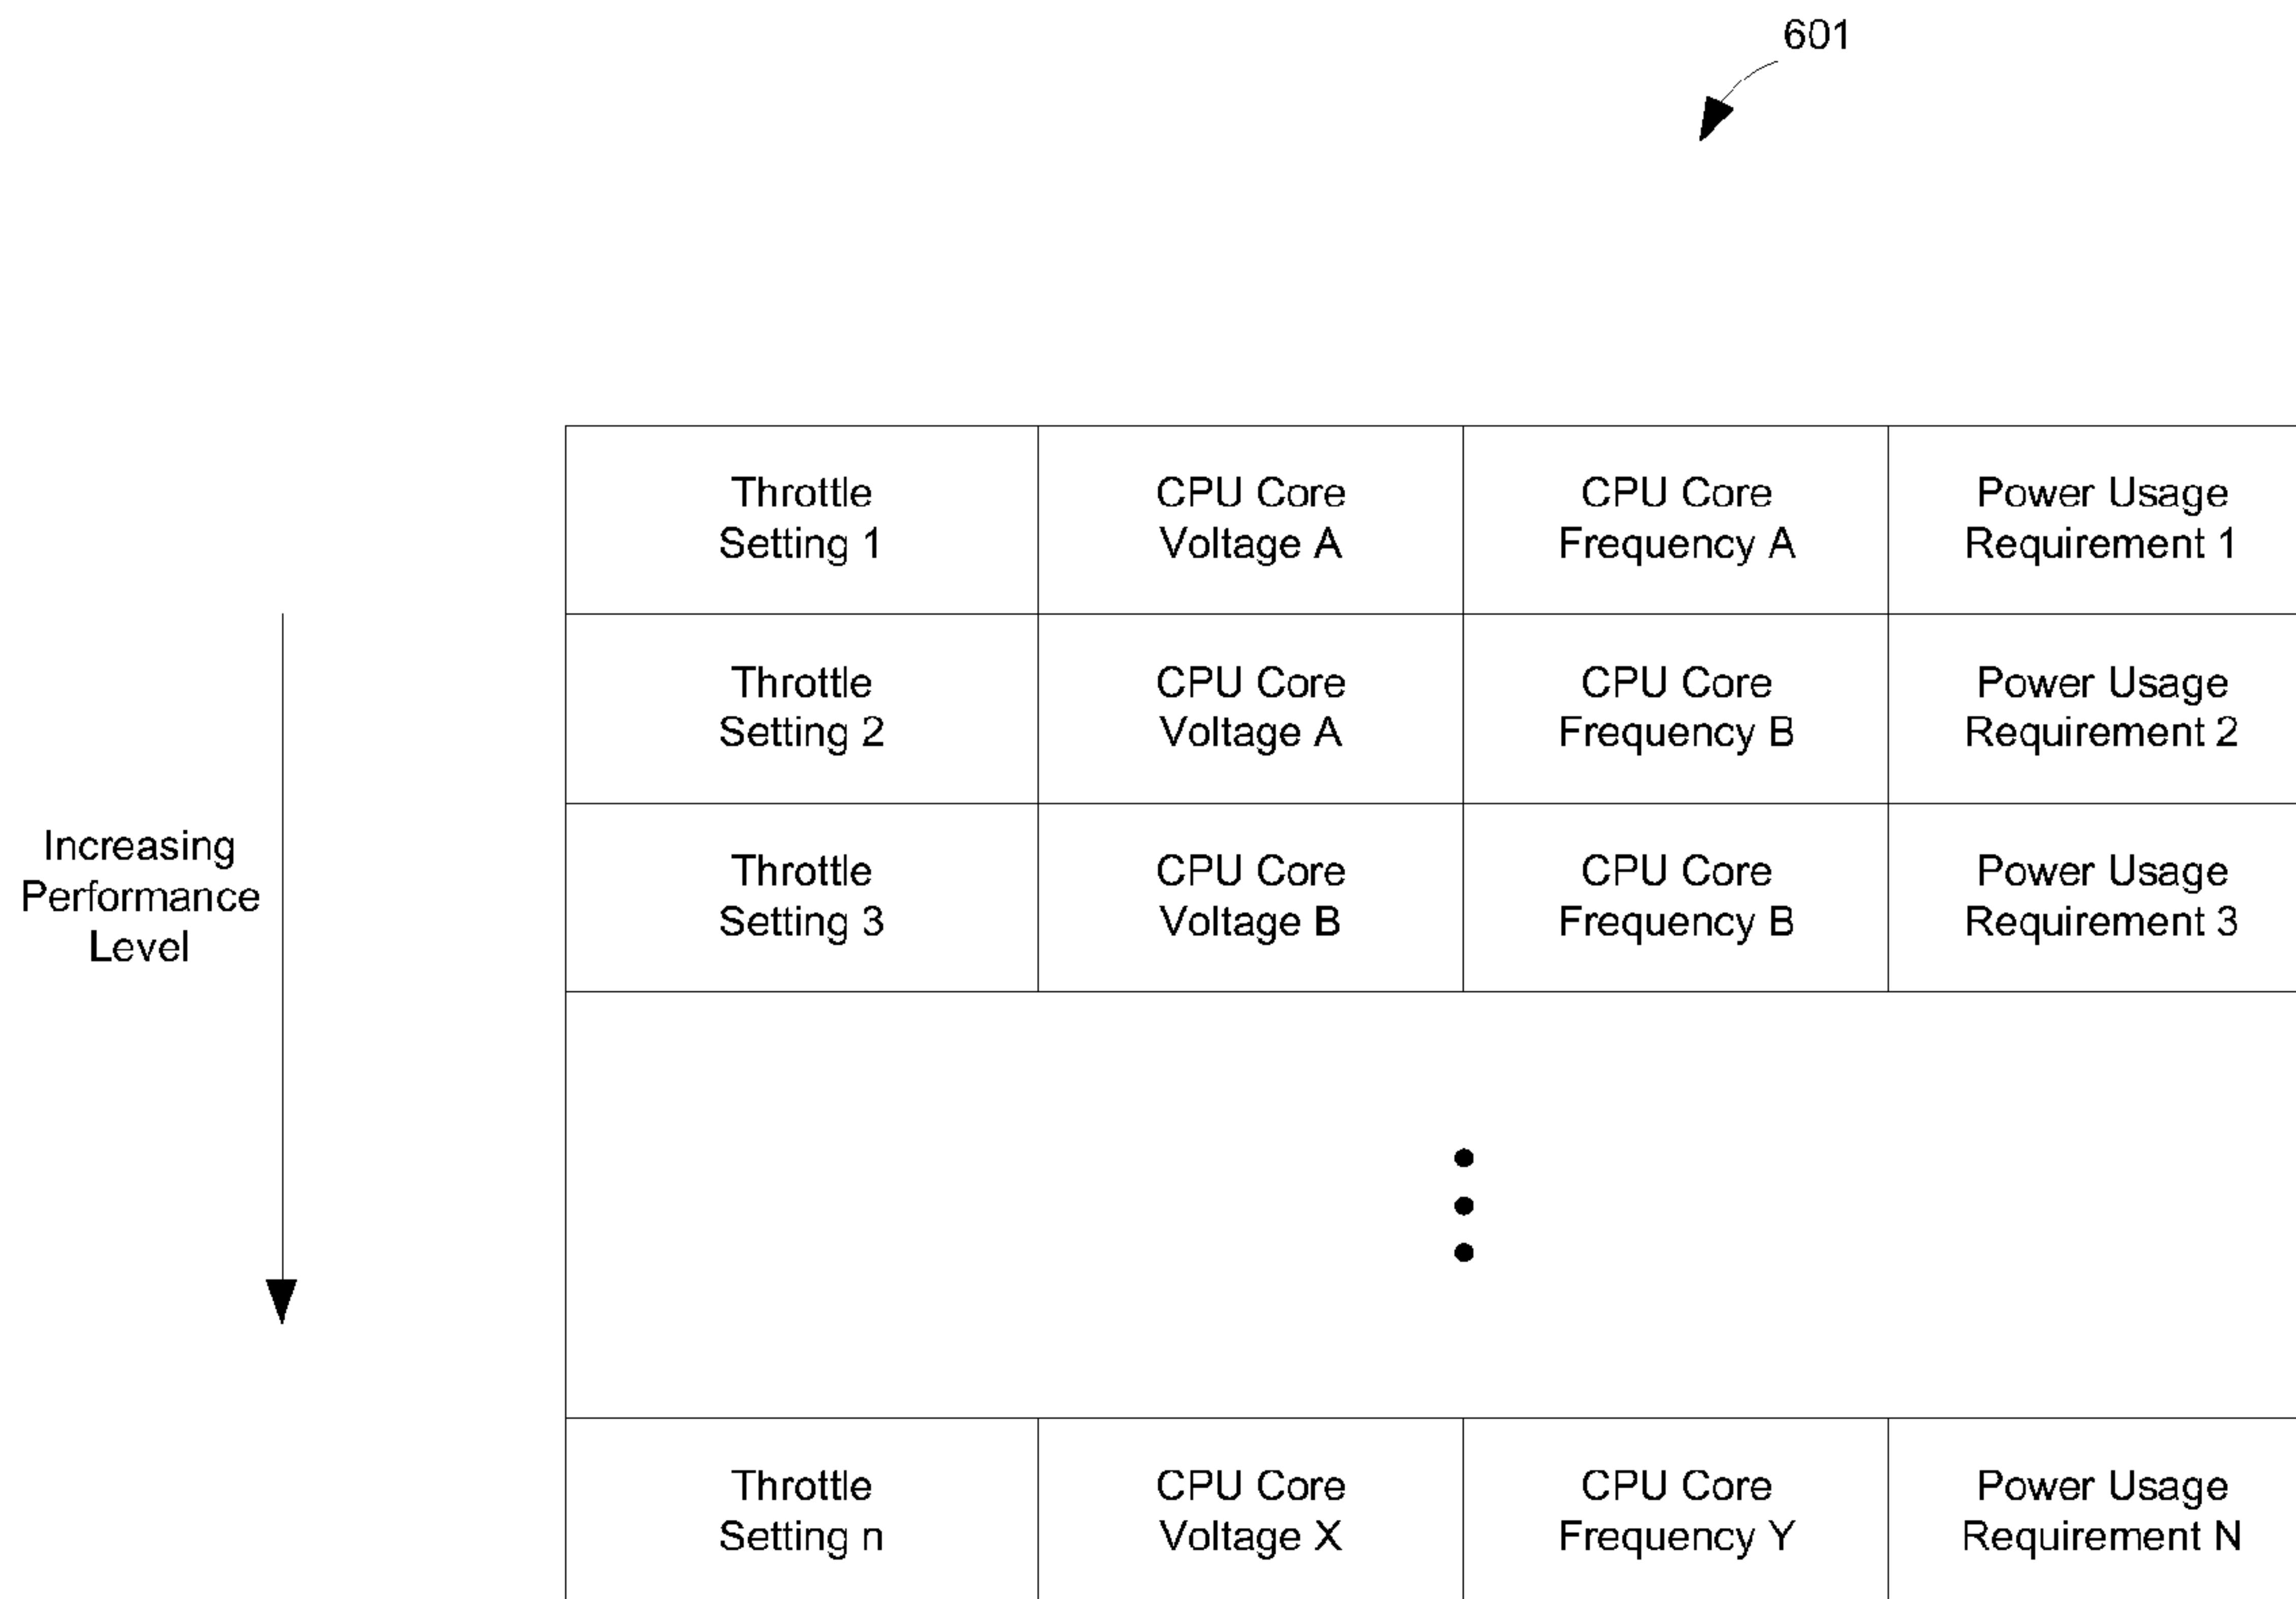 601
Throttle
Setting 1
CPU Core
Voltage A
CPU Core
Frequency A
Power Usage
Requirement 1
Throttle
Setting 2
CPU Core
Voltage A
CPU Core
Frequency B
Power Usage
Requirement 2
Increasing
Performance
Level
Throttle
Setting 3
CPU Core
Voltage B
CPU Core
Frequency B
Power Usage
Requirement 3
Throttle
Setting n
CPU Core
Voltage X
CPU Core
Frequency Y
Power Usage
Requirement N